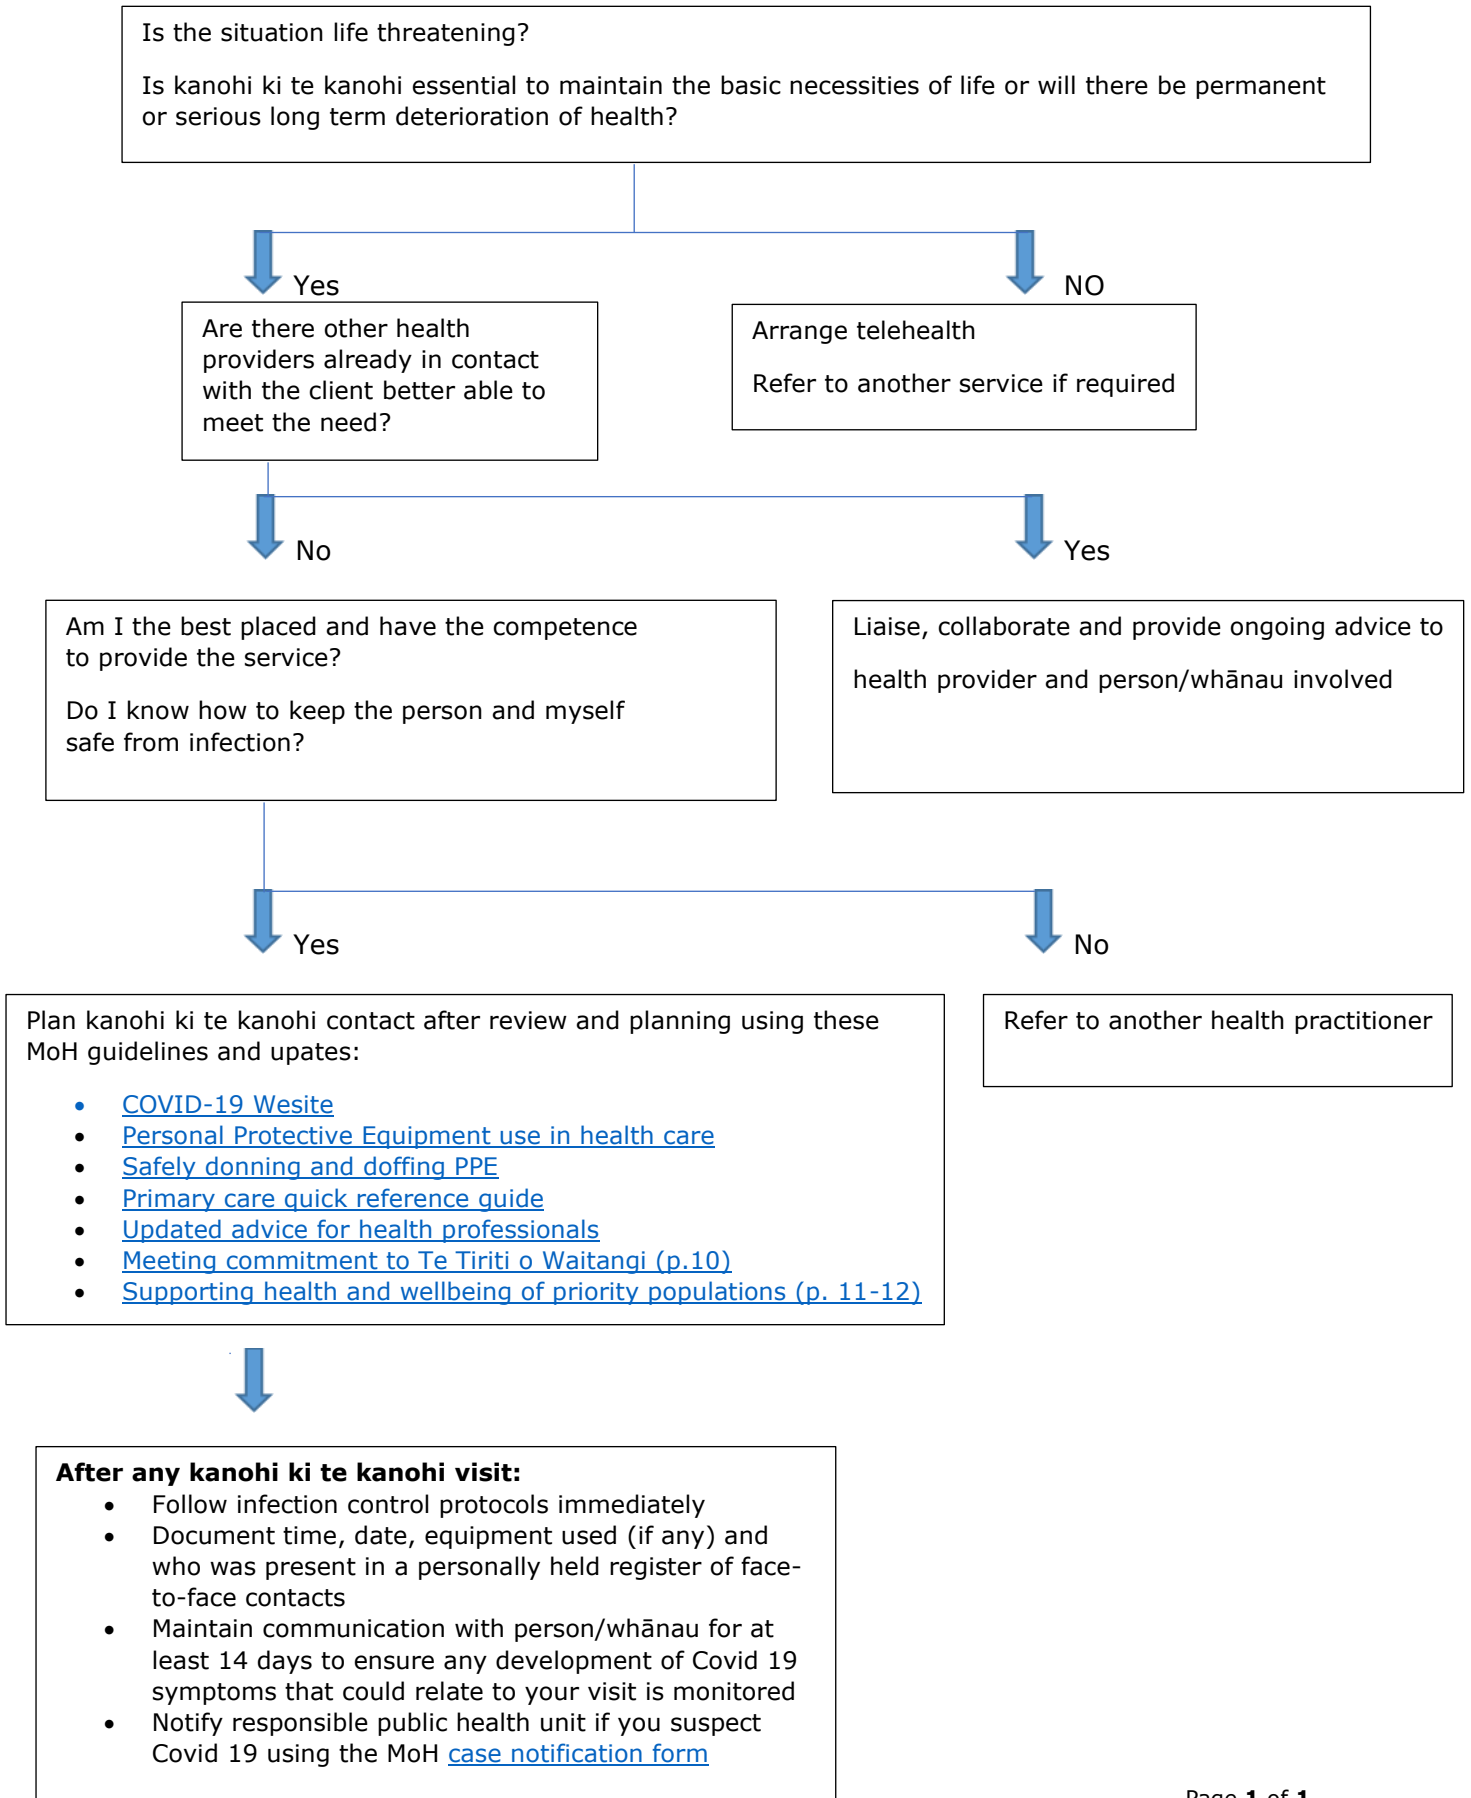 Is the situation life threatening?
Is kanohi ki te kanohi essential to maintain the basic necessities of life or will there be permanent
or serious long term deterioration of health?
Yes
NO
Are there other health
providers already in contact
with the client better able to
meet the need?
Arrange telehealth
Refer to another service if required
No
Yes
Am I the best placed and have the competence
to provide the service?
Do I know how to keep the person and myself
safe from infection?
Liaise, collaborate and provide ongoing advice to
health provider and person/whānau involved
Yes
No
Plan kanohi ki te kanohi contact after review and planning using these
MoH guidelines and upates:
• COVID-19 Wesite
• Personal Protective Equipment use in health care
• Safely donning and doffing PPE
• Primary care quick reference guide
• Updated advice for health professionals
• Meeting commitment to Te Tiriti o Waitangi (p.10)
• Supporting health and wellbeing of priority populations (p. 11-12)
Refer to another health practitioner
After any kanohi ki te kanohi visit:
• Follow infection control protocols immediately
• Document time, date, equipment used (if any) and
who was present in a personally held register of face-
to-face contacts
• Maintain communication with person/whānau for at
least 14 days to ensure any development of Covid 19
symptoms that could relate to your visit is monitored
• Notify responsible public health unit if you suspect
Covid 19 using the MoH case notification form
Page 1 of 1